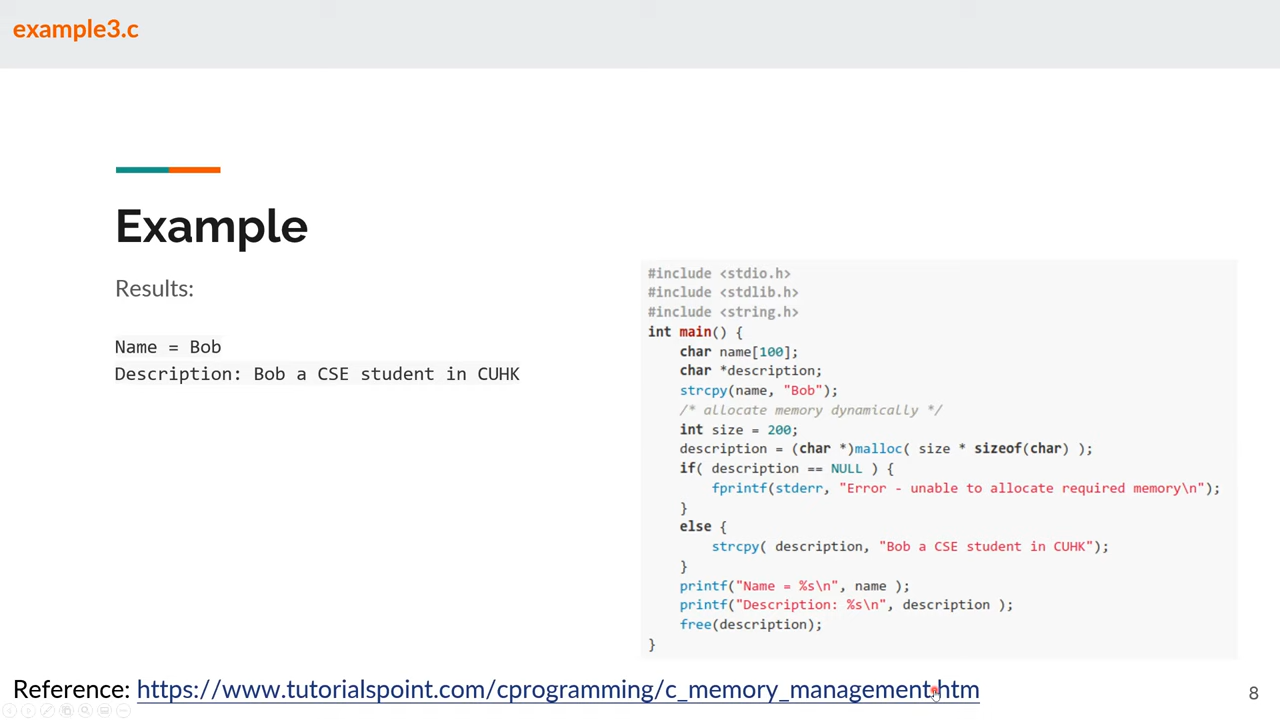 example3.c
Example
Results:
Name = Bob
Description: Bob a CSE student in CUHK
#include <stdio.h>
#include <stdlib.h>
#include <string.h>
int main() {
    char name[100];
    char *description;
    strcpy(name, "Bob");
    /* allocate memory dynamically */
    int size = 200;
    description = (char *)malloc( size * sizeof(char) );
    if( description == NULL ) {
        fprintf(stderr, "Error - unable to allocate required memory\n");
    }
    else {
        strcpy( description, "Bob a CSE student in CUHK");
    }
    printf("Name = %s\n", name );
    printf("Description: %s\n", description );
    free(description);
}
Reference: https://www.tutorialspoint.com/cprogramming/c_memory_management.htm
8